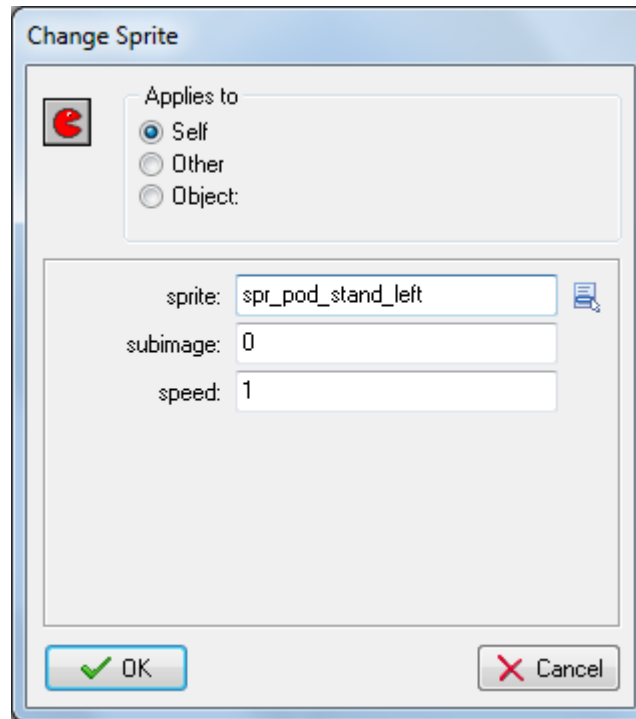 Change Sprite
Applies to
Self
Other
Object:
sprite: spr_pod_stand_left
subimage: 0
speed: 1
OK Cancel